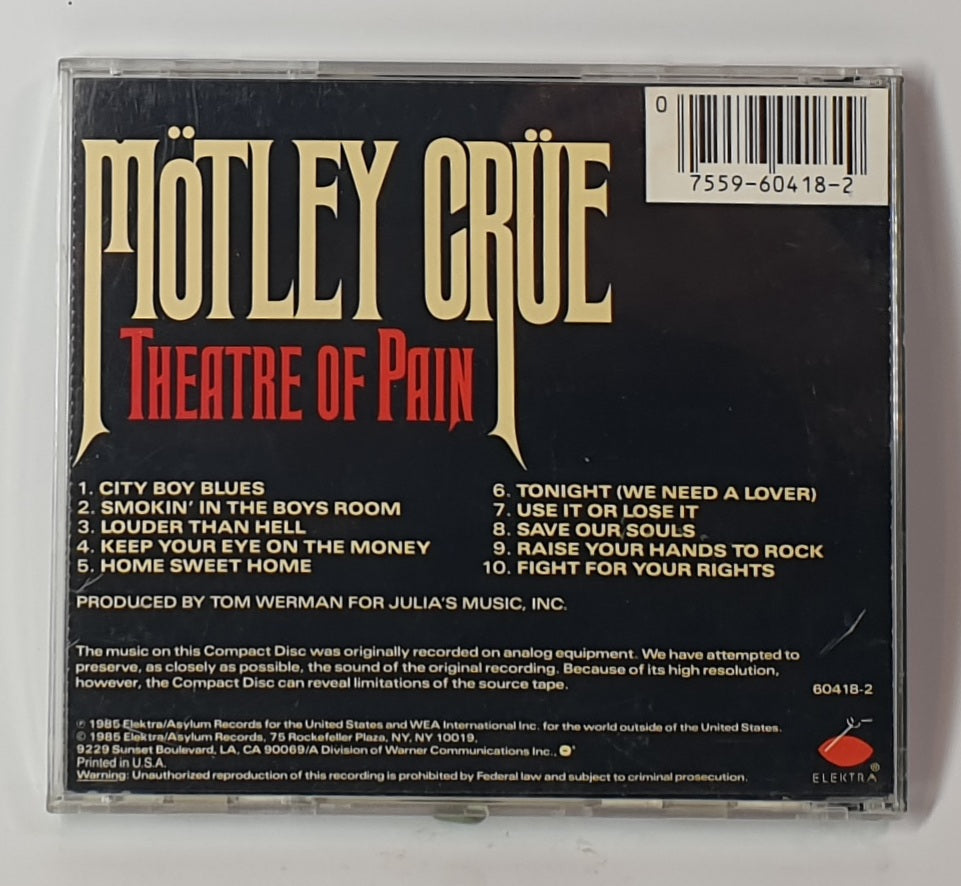 MÖTLEY CRÜE
THEATRE OF PAIN
0
7559-60418-2
1. CITY BOY BLUES
2. SMOKIN' IN THE BOYS ROOM
3. LOUDER THAN HELL
4. KEEP YOUR EYE ON THE MONEY
5. HOME SWEET HOME
6. TONIGHT (WE NEED A LOVER)
7. USE IT OR LOSE IT
8. SAVE OUR SOULS
9. RAISE YOUR HANDS TO ROCK
10. FIGHT FOR YOUR RIGHTS
PRODUCED BY TOM WERMAN FOR JULIA'S MUSIC, INC.
The music on this Compact Disc was originally recorded on analog equipment. We have attempted to
preserve, as closely as possible, the sound of the original recording. Because of its high resolution,
however, the Compact Disc can reveal limitations of the source tape.
60418-2
℗ 1985 Elektra/Asylum Records for the United States and WEA International Inc. for the world outside of the United States.
© 1985 Elektra/Asylum Records, 75 Rockefeller Plaza, NY, NY 10019,
9229 Sunset Boulevard, LA, CA 90069/A Division of Warner Communications Inc.,
Printed in U.S.A.
Warning: Unauthorized reproduction of this recording is prohibited by Federal law and subject to criminal prosecution.
ELEKTRA®